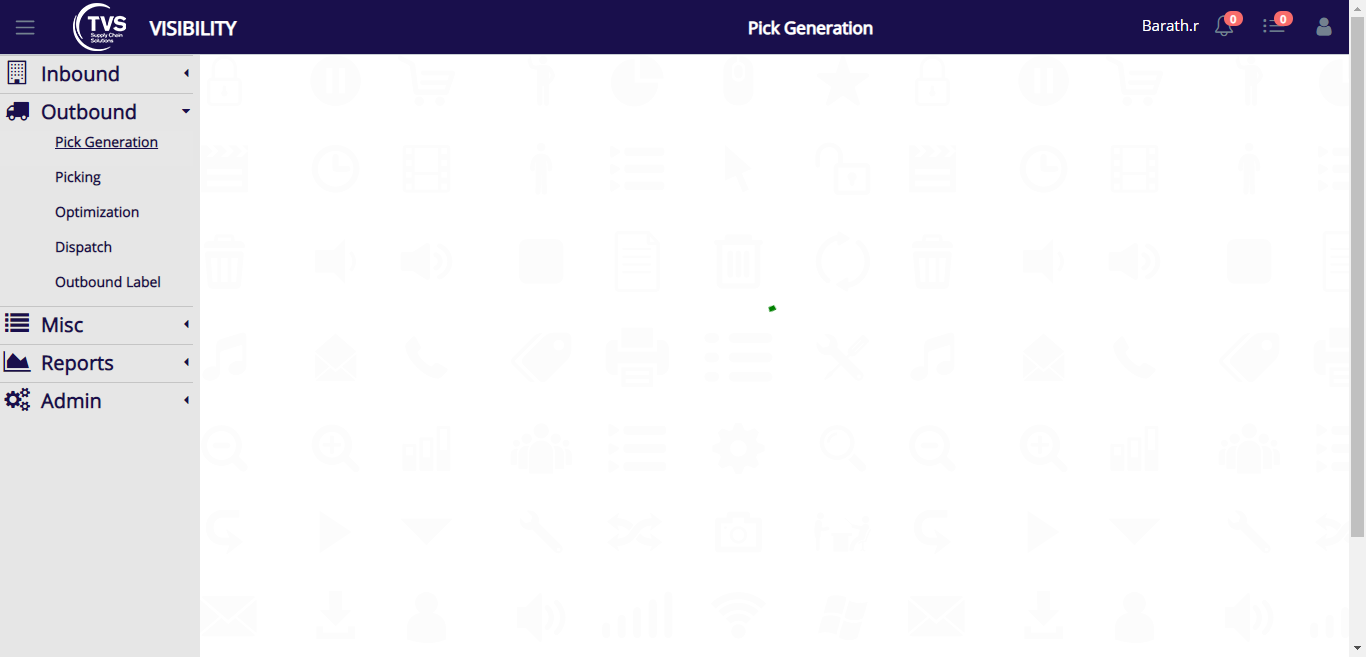 TVS
Supply Chain
Solutions
VISIBILITY
Pick Generation
Barath.r
0
0
Inbound
Outbound
Pick Generation
Picking
Optimization
Dispatch
Outbound Label
Misc
Reports
Admin